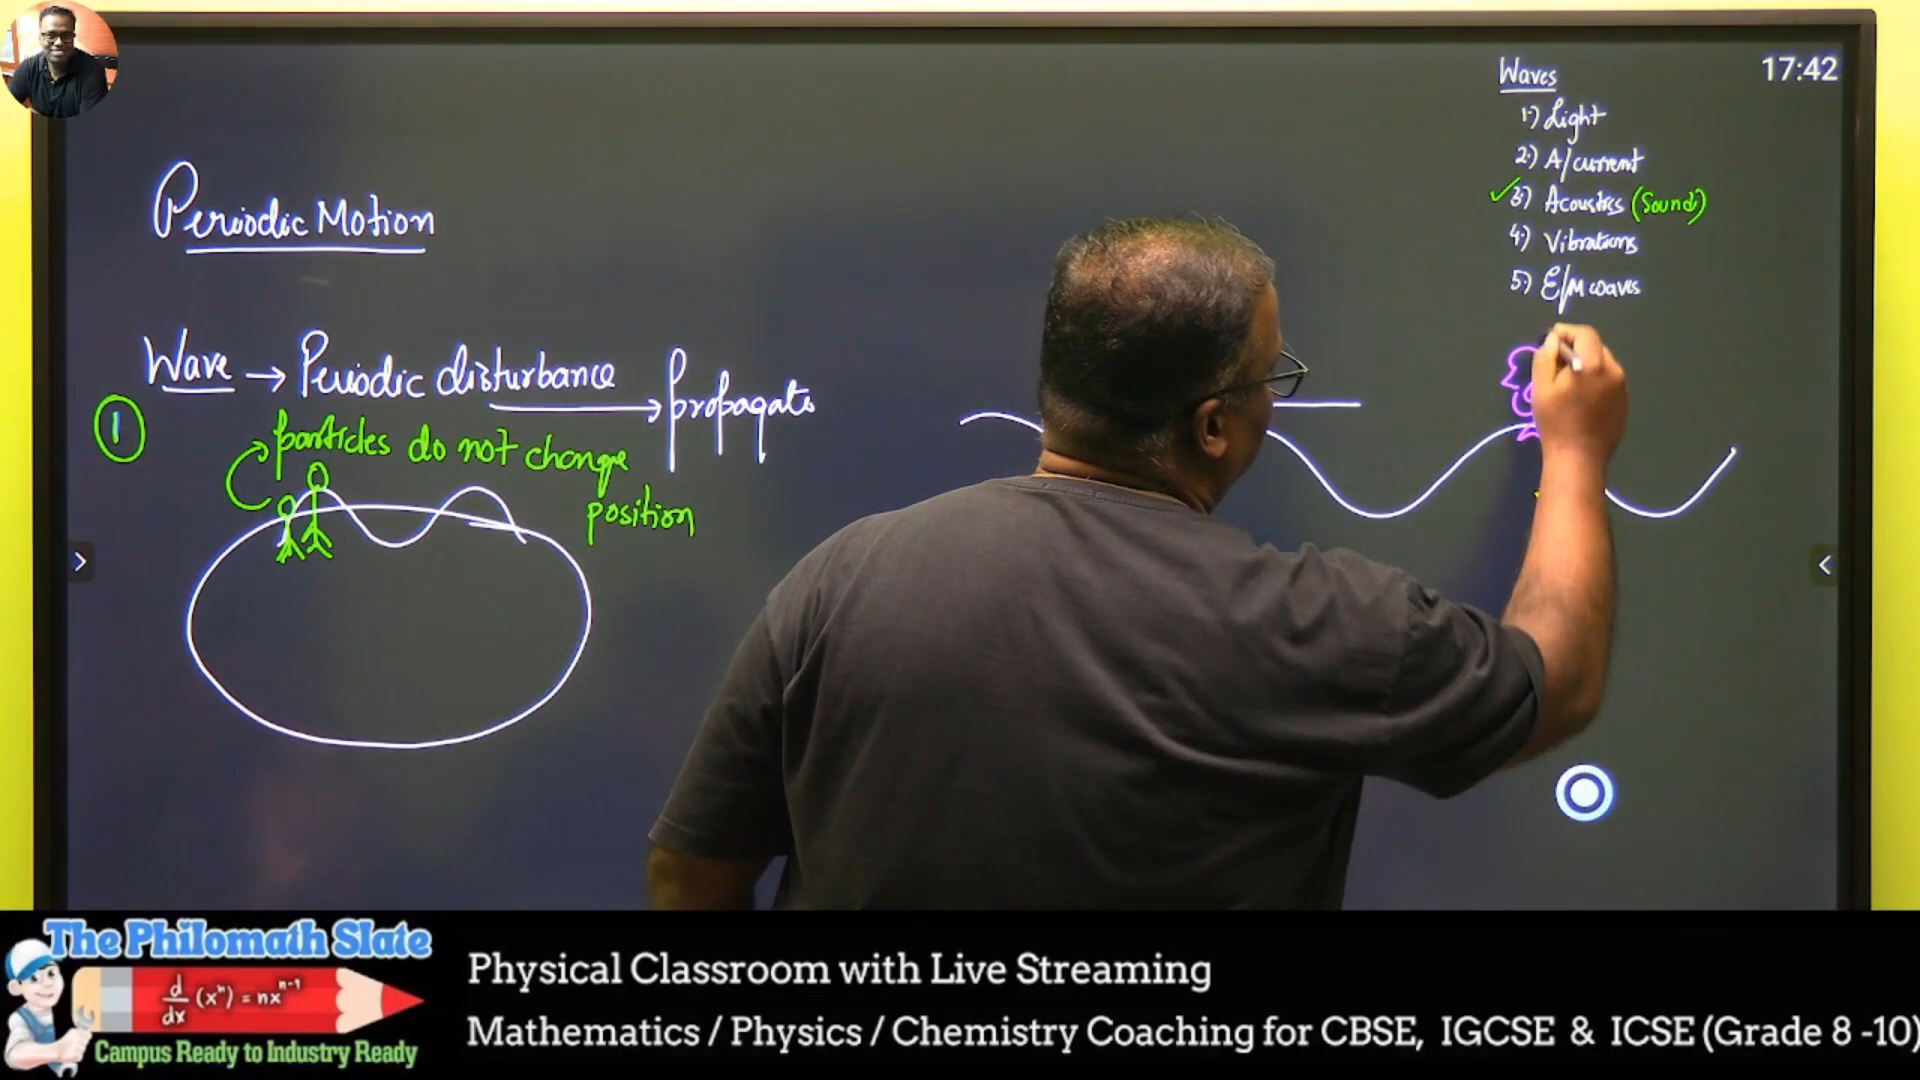 Waves
17:42
1) Light
2) A/current
3) Acoustics (Sound)
4) Vibrations
5) E/M waves
Periodic Motion
Wave → Periodic disturbance → propagate
1
particles do not change
position
The Philomath Slate
d/dx (xⁿ) = nxⁿ⁻¹
Campus Ready to Industry Ready
Physical Classroom with Live Streaming
Mathematics / Physics / Chemistry Coaching for CBSE, IGCSE & ICSE (Grade 8 -10)